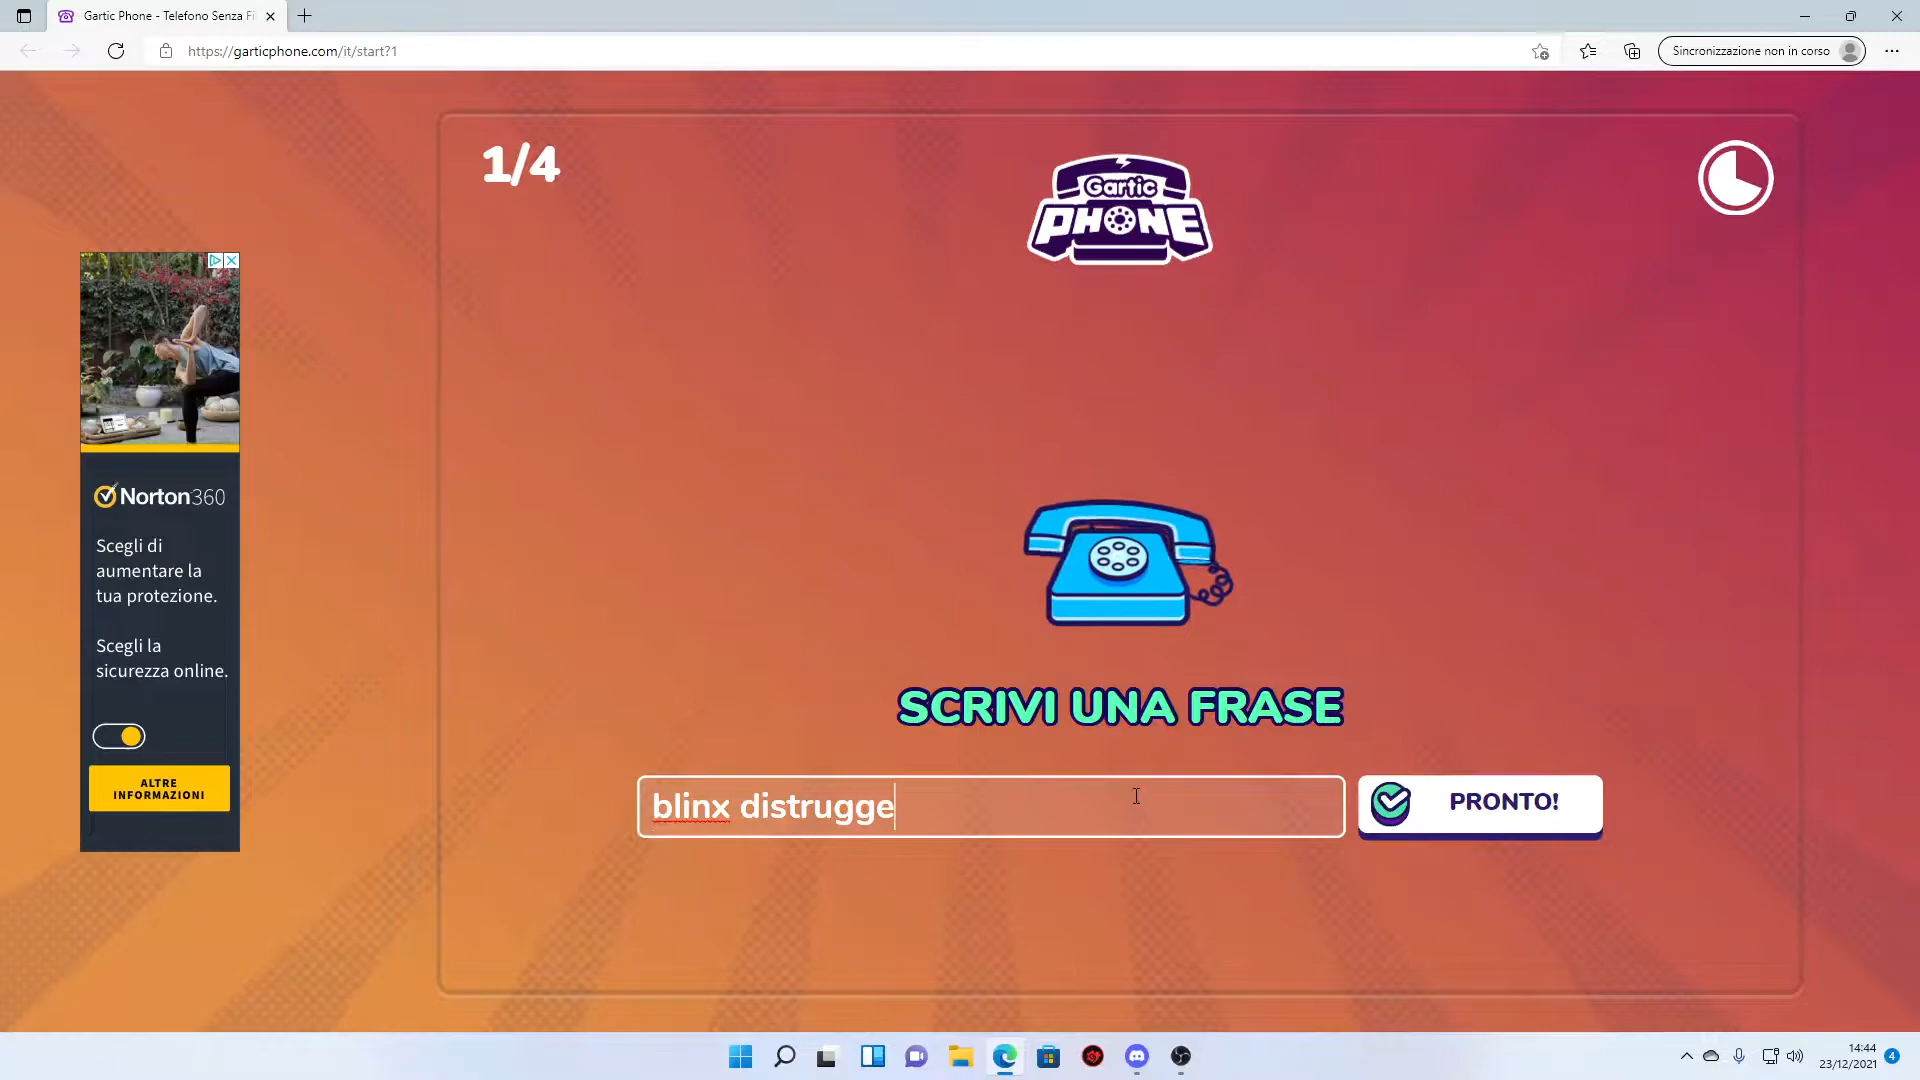 Gartic Phone - Telefono Senza Fi
https://garticphone.com/it/start?1
Sincronizzazione non in corso
1/4
Gartic
PHONE
Norton360
Scegli di
aumentare la
tua protezione.
Scegli la
sicurezza online.
ALTRE
INFORMAZIONI
SCRIVI UNA FRASE
blinx distrugge
PRONTO!
14:44
23/12/2021
4